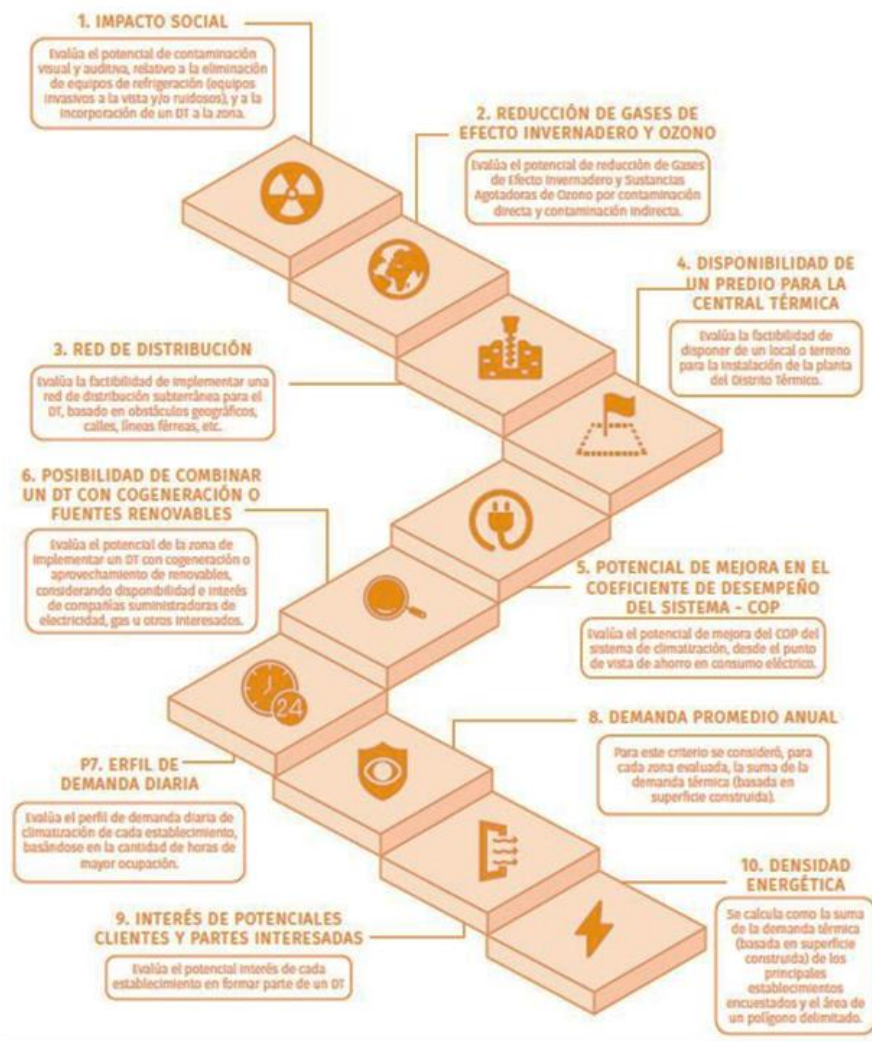 1. IMPACTO SOCIAL
Evalúa el potencial de contaminación
visual y auditiva, relativo a la eliminación
de equipos de refrigeración (equipos
invasivos a la vista y/o ruidosos), y a la
incorporación de un DT a la zona.
2. REDUCCIÓN DE GASES DE
EFECTO INVERNADERO Y OZONO
Evalúa el potencial de reducción de Gases
de Efecto Invernadero y Sustancias
Agotadoras de Ozono por contaminación
directa y contaminación indirecta.
3. RED DE DISTRIBUCIÓN
Evalúa la factibilidad de implementar una
red de distribución subterránea para el
DT, basado en obstáculos geográficos,
calles, líneas férreas, etc.
4. DISPONIBILIDAD DE
UN PREDIO PARA LA
CENTRAL TÉRMICA
Evalúa la factibilidad de
disponer de un local o terreno
para la instalación de la planta
del Distrito Térmico.
5. POTENCIAL DE MEJORA EN EL
COEFICIENTE DE DESEMPEÑO
DEL SISTEMA - COP
Evalúa el potencial de mejora del COP del
sistema de climatización, desde el punto
de vista de ahorro en consumo eléctrico.
6. POSIBILIDAD DE COMBINAR
UN DT CON COGENERACIÓN O
FUENTES RENOVABLES
Evalúa el potencial de la zona de
implementar un DT con cogeneración o
aprovechamiento de renovables,
considerando disponibilidad e interés
de compañías suministradoras de
electricidad, gas u otros interesados.
24
P7. ERFIL DE
DEMANDA DIARIA
Evalúa el perfil de demanda diaria de
climatización de cada establecimiento,
basándose en la cantidad de horas de
mayor ocupación.
8. DEMANDA PROMEDIO ANUAL
Para este criterio se consideró, para
cada zona evaluada, la suma de la
demanda térmica (basada en
superficie construida).
9. INTERÉS DE POTENCIALES
CLIENTES Y PARTES INTERESADAS
Evalúa el potencial interés de cada
establecimiento en formar parte de un DT
10. DENSIDAD
ENERGÉTICA
Se calcula como la suma
de la demanda térmica
(basada en superficie
construida) de los
principales
establecimientos
encuestados y el área de
un polígono delimitado.